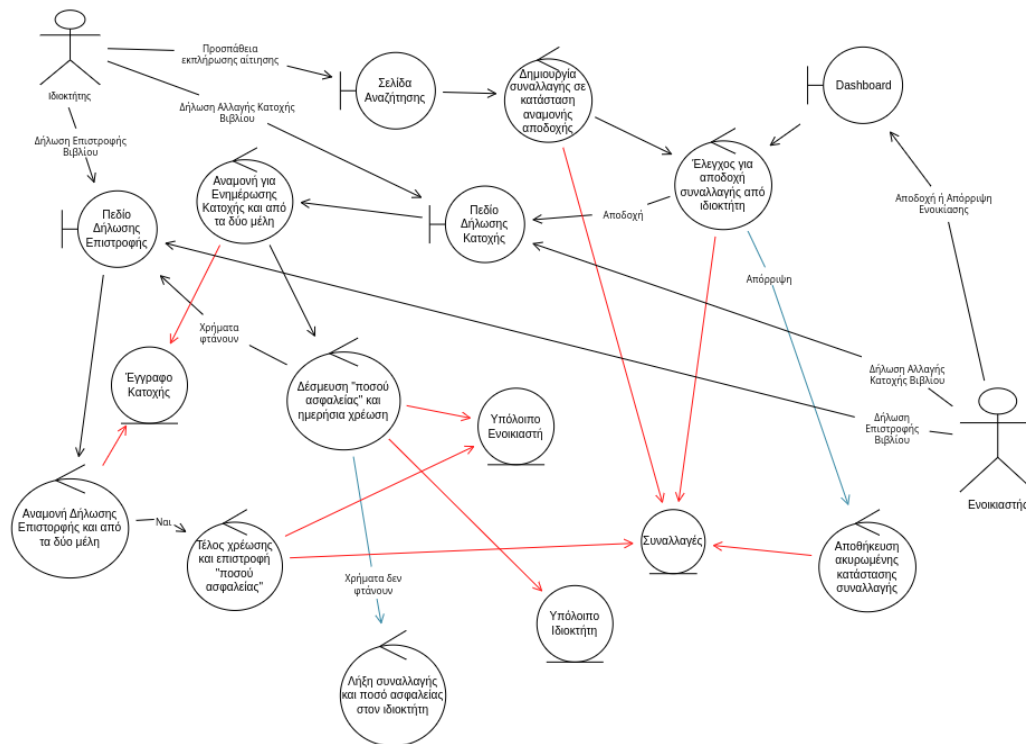 Προσπάθεια
εκπλήρωσης αίτιησης
ιδιοκτήτης
Σελίδα
Αναζήτησης
Δημιουργία
συναλλαγής σε
κατάσταση
αναμονής
αποδοχής
Dashboard
Δήλωση Αλλαγής Κατοχής
Βιβλίου
Δήλωση Επιστροφής
Βιβλίου
Αναμονή για
Ενημέρωσης
Κατοχής και από
τα δύο μέλη
Έλεγχος για
αποδοχή
συναλλαγής από
ιδιοκτήτη
Αποδοχή ή Απόρριψη
Ενοικίασης
Πεδίο
Δήλωσης
Επιστροφής
Πεδίο
Δήλωσης
Κατοχής
Αποδοχή
Απόρριψη
Χρήματα
φτάνουν
Έγγραφο
Κατοχής
Δέσμευση "ποσού
ασφαλείας" και
ημερήσια χρέωση
Δήλωση Αλλαγής
Κατοχής Βιβλίου
Υπόλοιπο
Ενοικιαστή
Δήλωση
Επιστροφής
Βιβλίου
Ενοικιαστής
Αναμονή Δήλωσης
Επιστορφής και από
τα δύο μέλη
Ναι
Τέλος χρέωσης
και επιστροφή
"ποσού
ασφαλείας"
Συναλλαγές
Αποθήκευση
ακυρωμένης
κατάστασης
συναλλαγής
Χρήματα δεν
φτάνουν
Υπόλοιπο
Ιδιοκτήτη
Λήξη συναλλαγής
και ποσό ασφαλείας
στον ιδιοκτήτη